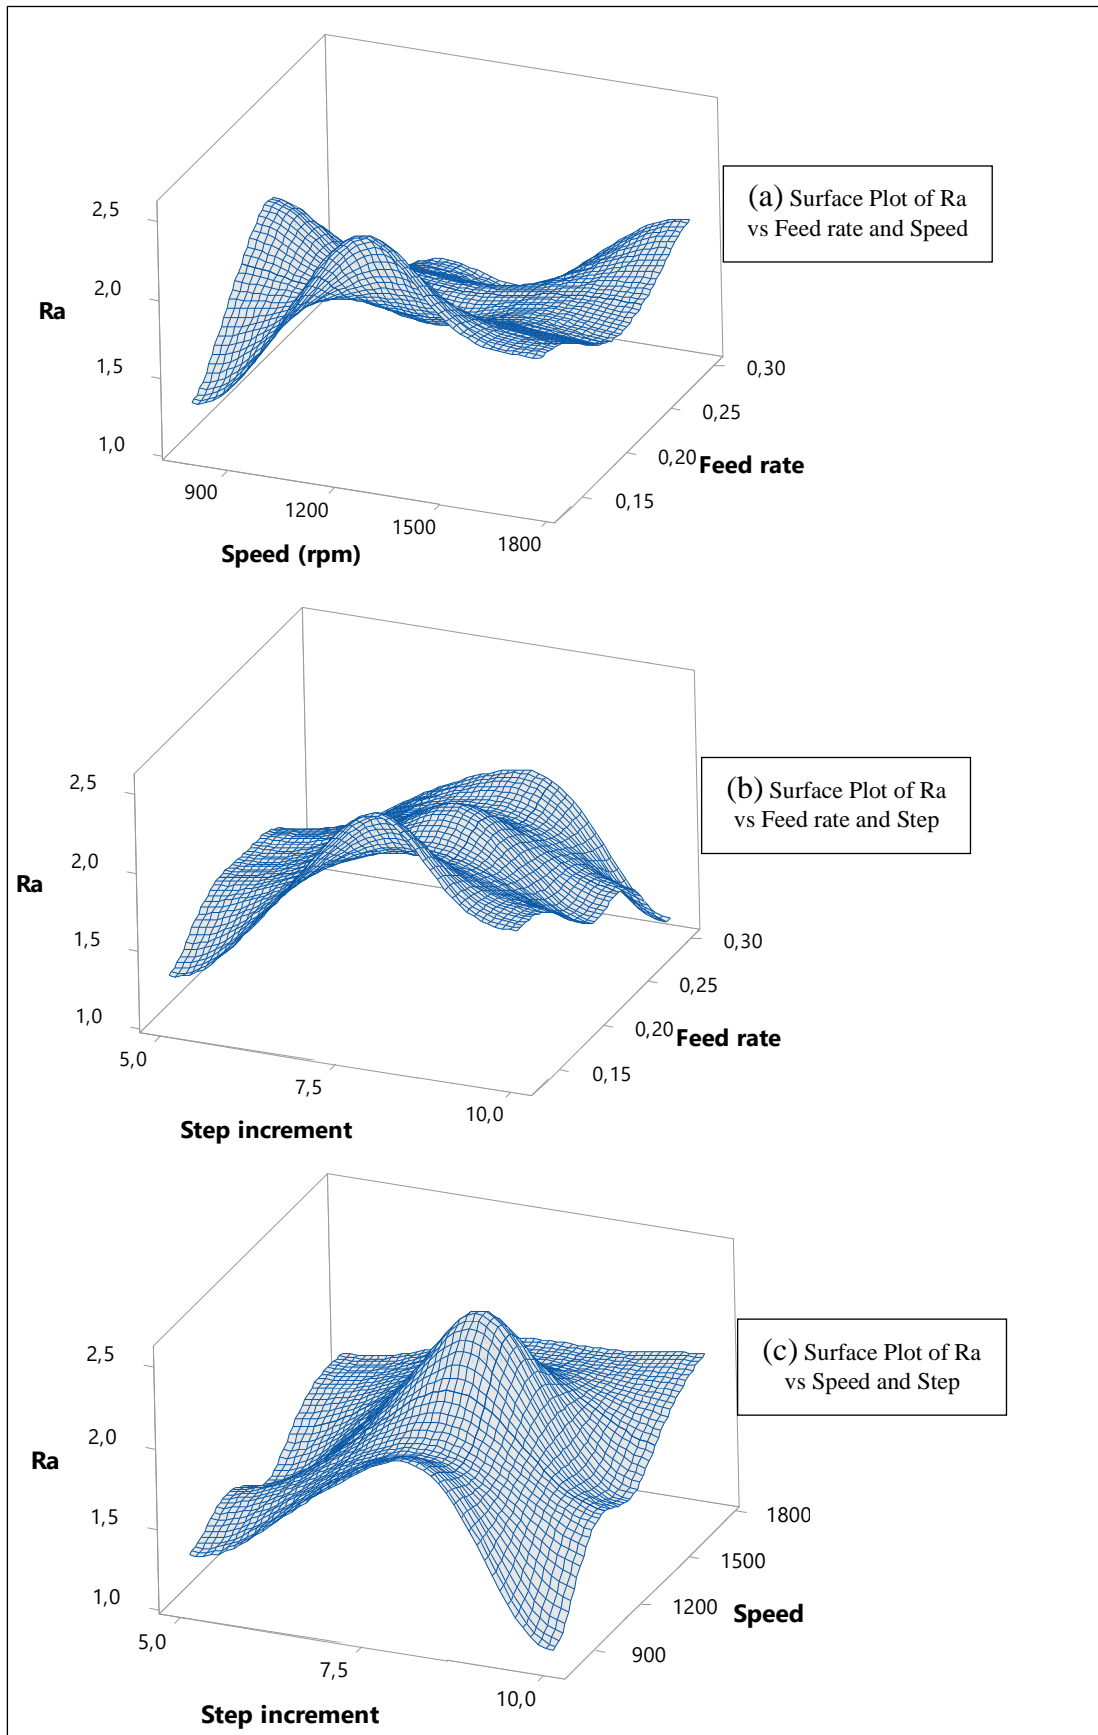 2,5
2,0
Ra
1,5
1,0
900
1200
1500
1800
Speed (rpm)
0,30
0,25
0,20
0,15
Feed rate
(a) Surface Plot of Ra
vs Feed rate and Speed
2,5
2,0
Ra
1,5
1,0
5,0
7,5
10,0
Step increment
0,30
0,25
0,20
0,15
Feed rate
(b) Surface Plot of Ra
vs Feed rate and Step
2,5
2,0
Ra
1,5
1,0
5,0
7,5
10,0
Step increment
1800
1500
1200
900
Speed
(c) Surface Plot of Ra
vs Speed and Step